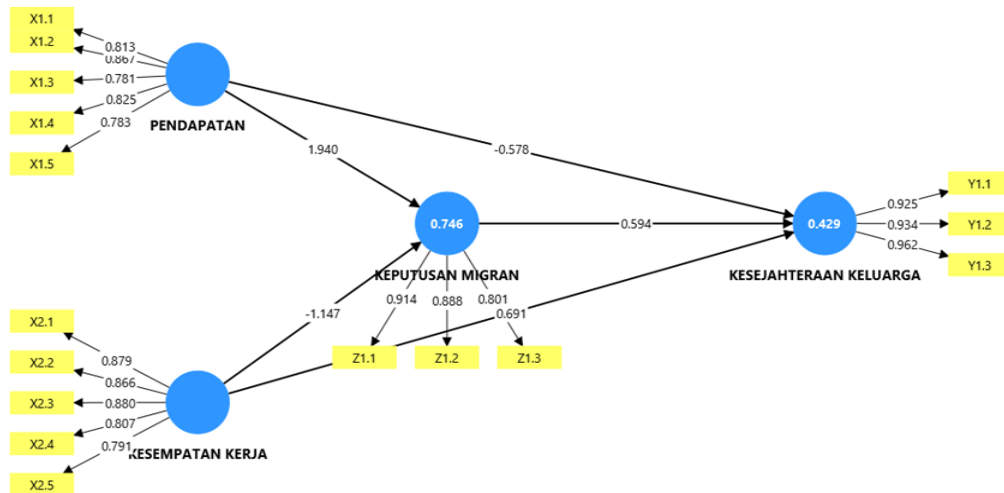 X1.1
X1.2
X1.3
X1.4
X1.5
0.813
0.867
0.781
0.825
0.783
PENDAPATAN
1.940
-0.578
0.746
KEPUTUSAN MIGRAN
0.594
0.429
KESEJAHTERAAN KELUARGA
0.925
0.934
0.962
Y1.1
Y1.2
Y1.3
0.914
0.888
0.801
Z1.1
Z1.2
Z1.3
-1.147
0.691
X2.1
X2.2
X2.3
X2.4
X2.5
0.879
0.866
0.880
0.807
0.791
KESEMPATAN KERJA